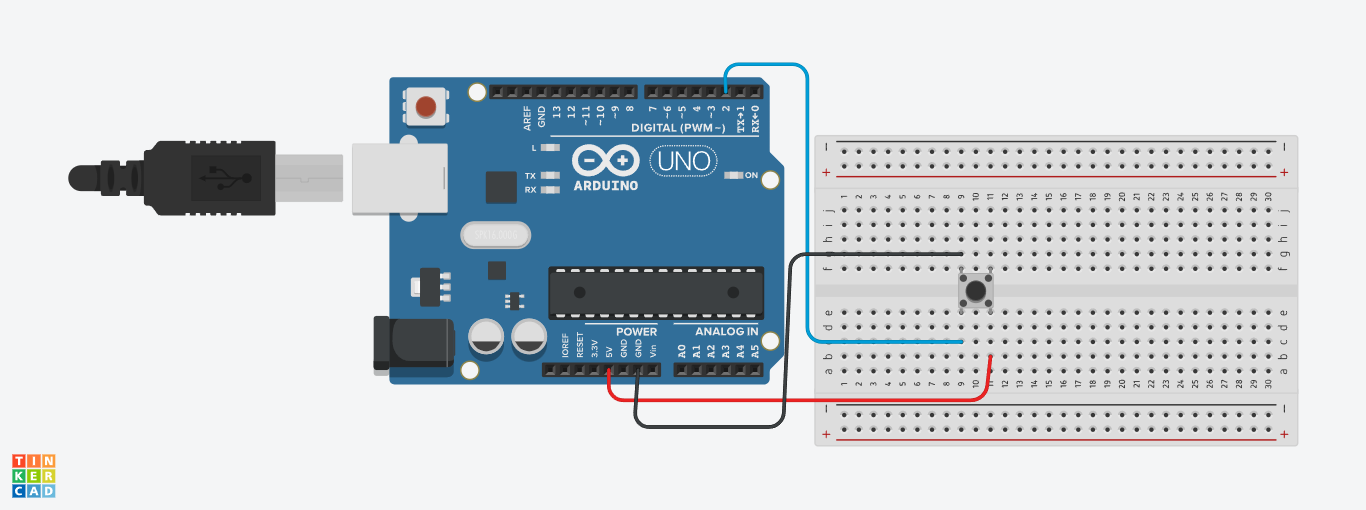 AREF GND 13 12 ~11 ~10 ~9 8 7 ~6 ~5 4 ~3 2 TX→1 RX←0
DIGITAL (PWM~)
L
TX
RX
UNO
ARDUINO
ON
POWER
ANALOG IN
IOREF RESET 3.3V 5V GND GND Vin A0 A1 A2 A3 A4 A5
- -
+ +
1 2 3 4 5 6 7 8 9 10 11 12 13 14 15 16 17 18 19 20 21 22 23 24 25 26 27 28 29 30
j j
i i
h h
g g
f f
e e
d d
c c
b b
a a
1 2 3 4 5 6 7 8 9 10 11 12 13 14 15 16 17 18 19 20 21 22 23 24 25 26 27 28 29 30
- -
+ +
TIN
KER
CAD